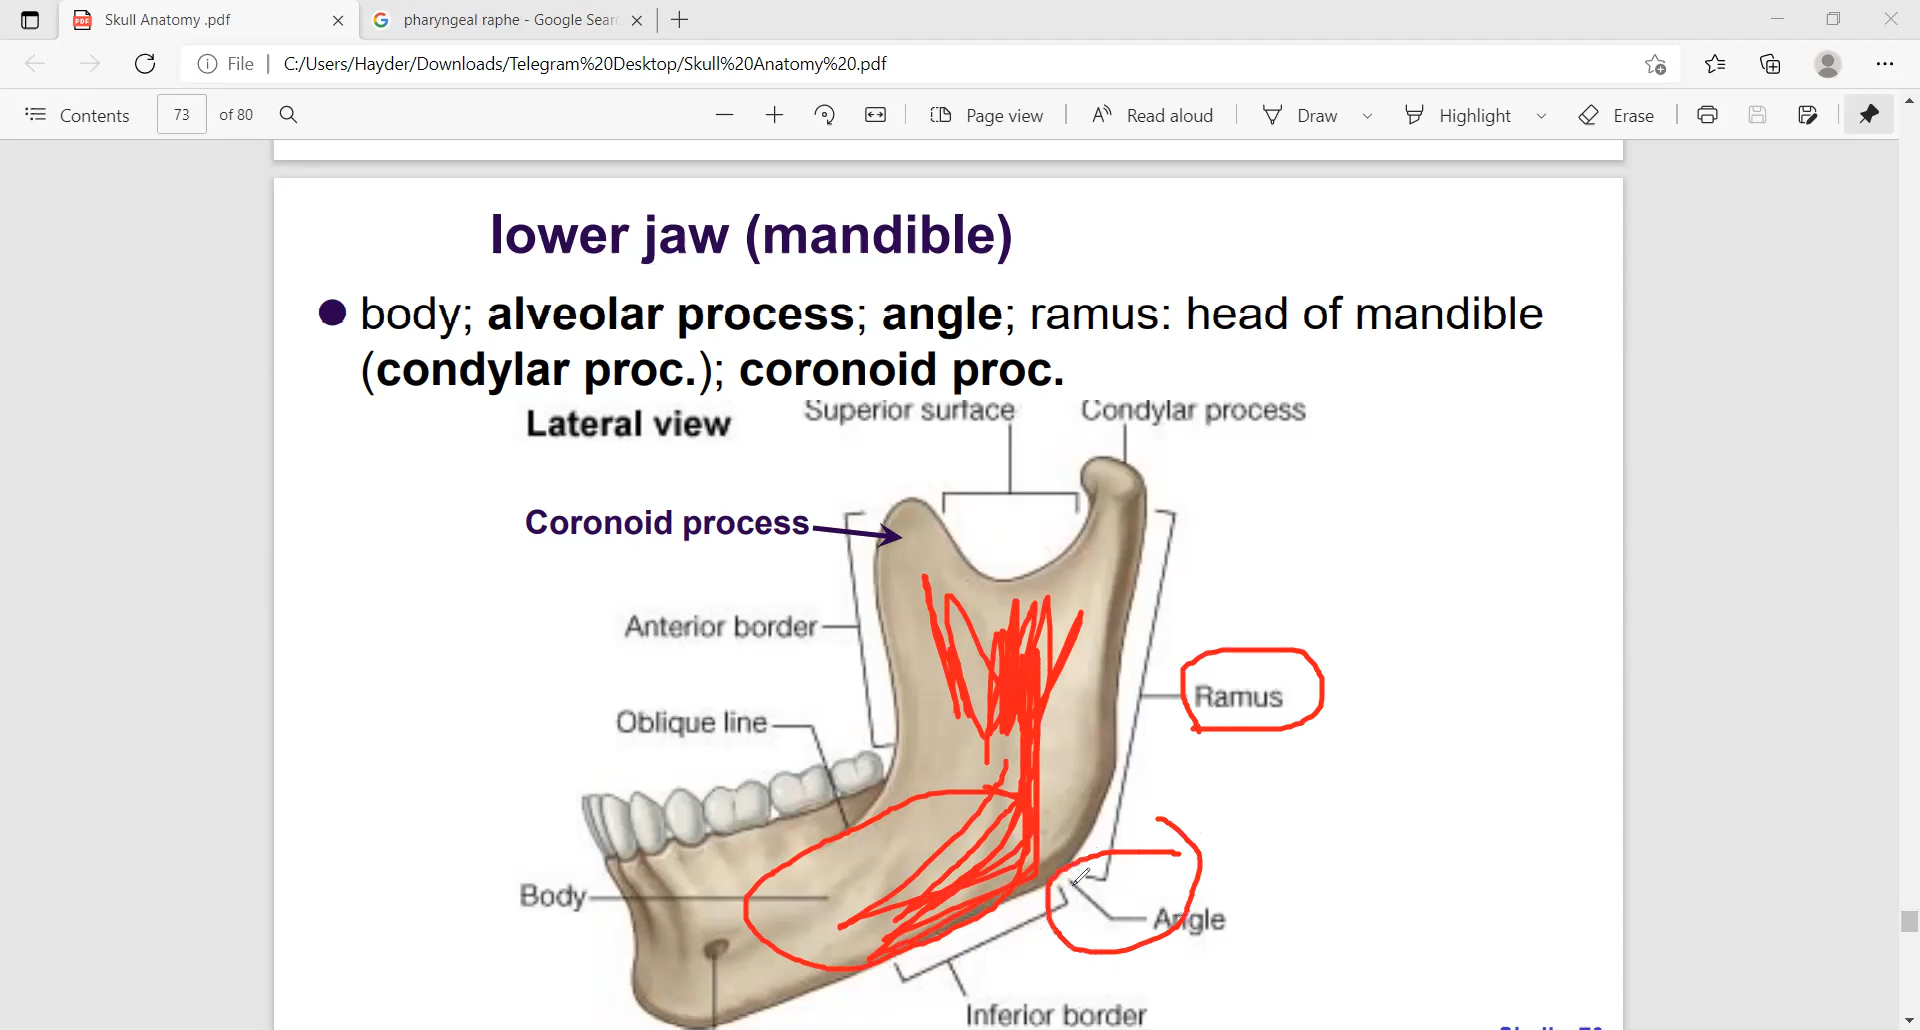 Skull Anatomy .pdf
pharyngeal raphe - Google Sear
File
C:/Users/Hayder/Downloads/Telegram%20Desktop/Skull%20Anatomy%20.pdf
Contents
73
of 80
Page view
Read aloud
Draw
Highlight
Erase
lower jaw (mandible)
body; alveolar process; angle; ramus: head of mandible
(condylar proc.); coronoid proc.
Superior surface
Condylar process
Lateral view
Coronoid process
Anterior border
Ramus
Oblique line
Body
Angle
Inferior border